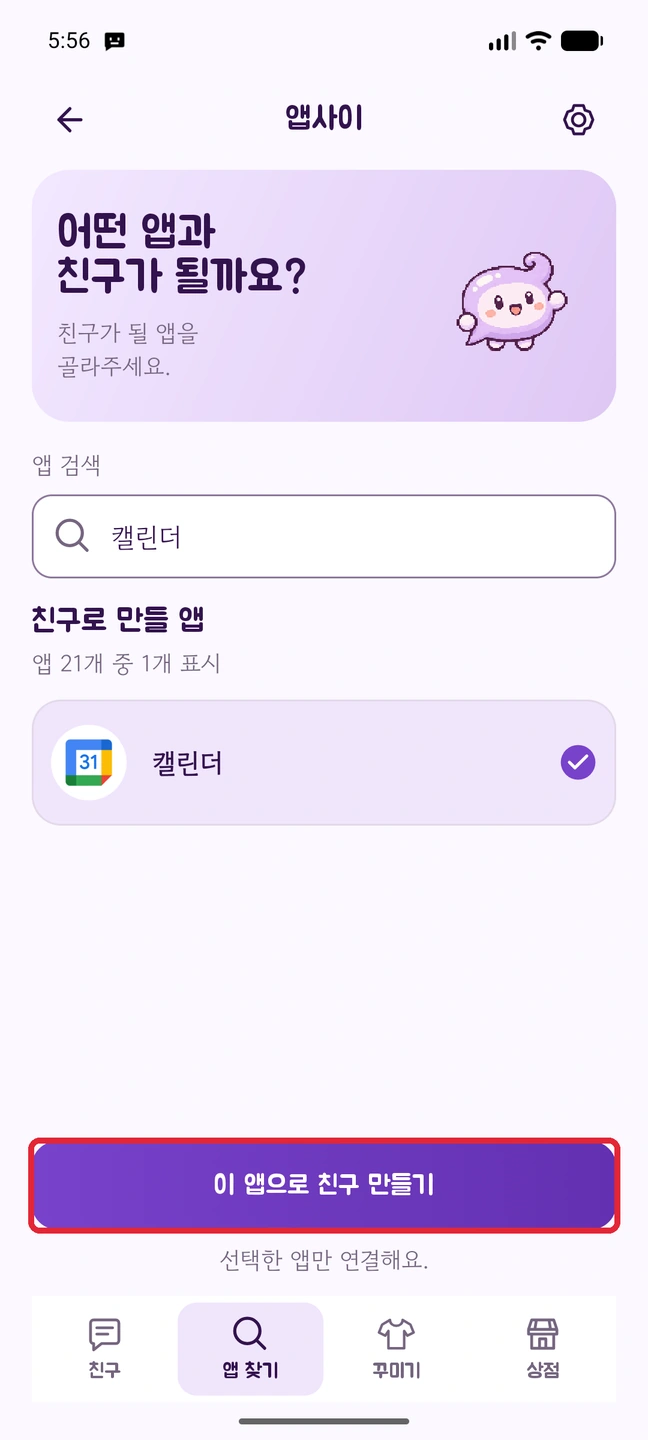 5:56
앱사이
어떤 앱과
친구가 될까요?
친구가 될 앱을
골라주세요.
앱 검색
캘린더
친구로 만들 앱
앱 21개 중 1개 표시
31
캘린더
이 앱으로 친구 만들기
선택한 앱만 연결해요.
친구
앱 찾기
꾸미기
상점